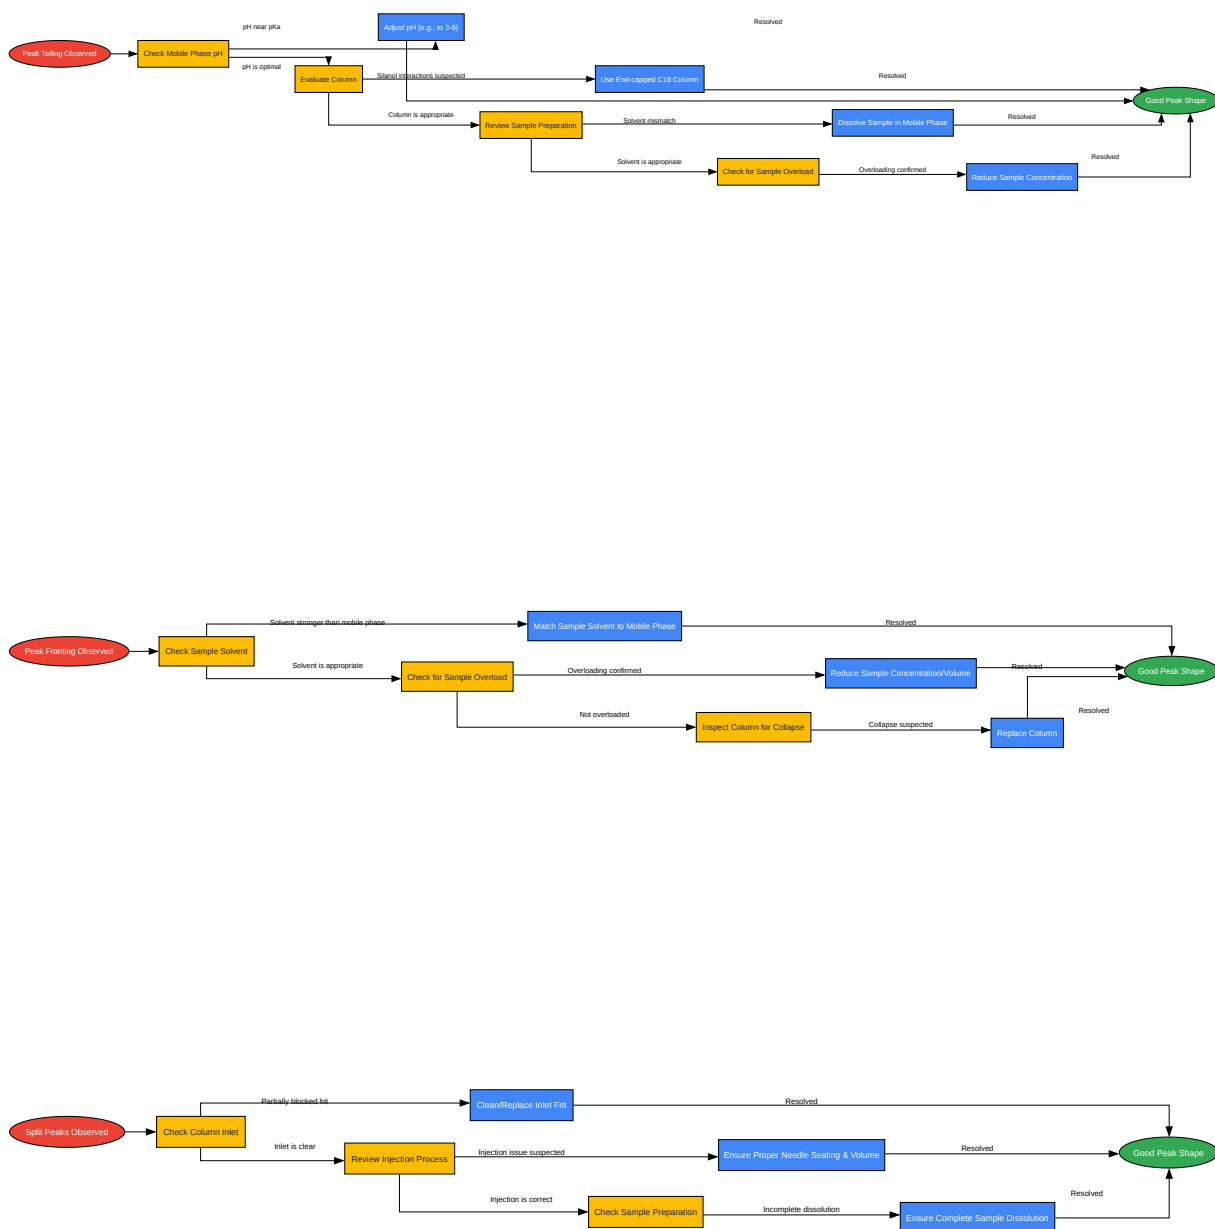 Peak Tailing Observed
Check Mobile Phase pH
pH near pKa
Adjust pH (e.g., to 3-6)
Resolved
pH is optimal
Evaluate Column
Silanol interactions suspected
Use End-capped C18 Column
Resolved
Good Peak Shape
Column is appropriate
Review Sample Preparation
Solvent mismatch
Dissolve Sample in Mobile Phase
Resolved
Solvent is appropriate
Check for Sample Overload
Overloading confirmed
Reduce Sample Concentration
Resolved
Peak Fronting Observed
Check Sample Solvent
Solvent stronger than mobile phase
Match Sample Solvent to Mobile Phase
Resolved
Good Peak Shape
Solvent is appropriate
Check for Sample Overload
Overloading confirmed
Reduce Sample Concentration/Volume
Resolved
Not overloaded
Inspect Column for Collapse
Collapse suspected
Replace Column
Resolved
Split Peaks Observed
Check Column Inlet
Partially blocked frit
Clean/Replace Inlet Frit
Resolved
Good Peak Shape
Inlet is clear
Review Injection Process
Injection issue suspected
Ensure Proper Needle Seating & Volume
Resolved
Injection is correct
Check Sample Preparation
Incomplete dissolution
Ensure Complete Sample Dissolution
Resolved